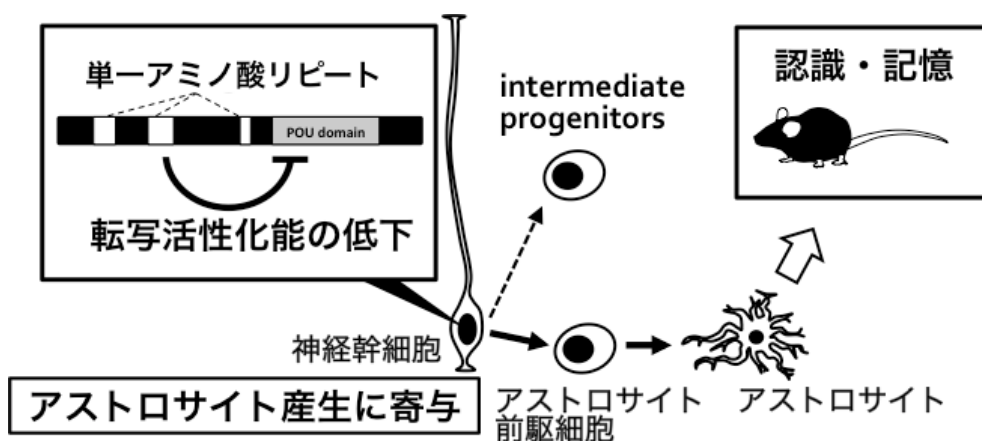 単一アミノ酸リピート
POU domain
転写活性化能の低下
神経幹細胞
アストロサイト産生に寄与
intermediate
progenitors
アストロサイト
前駆細胞
アストロサイト
認識・記憶